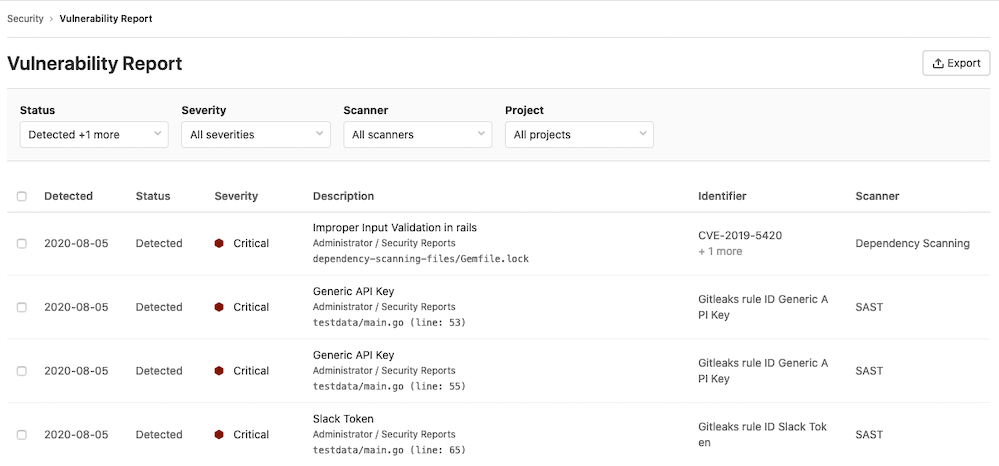 Security › Vulnerability Report
Vulnerability Report
Export
Status Severity Scanner Project
Detected +1 more All severities All scanners All projects
Detected Status Severity Description Identifier Scanner
Improper Input Validation in rails
2020-08-05 Detected Critical Administrator / Security Reports CVE-2019-5420 Dependency Scanning
dependency-scanning-files/Gemfile.lock + 1 more
Generic API Key
2020-08-05 Detected Critical Administrator / Security Reports Gitleaks rule ID Generic A SAST
testdata/main.go (line: 53) PI Key
Generic API Key
2020-08-05 Detected Critical Administrator / Security Reports Gitleaks rule ID Generic A SAST
testdata/main.go (line: 55) PI Key
Slack Token
2020-08-05 Detected Critical Administrator / Security Reports Gitleaks rule ID Slack Tok SAST
testdata/main.go (line: 65) en